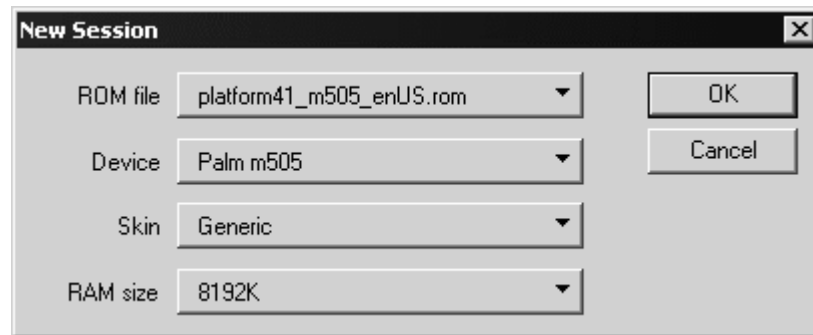 New Session
ROM file platform41_m505_enUS.rom OK
Device Palm m505 Cancel
Skin Generic
RAM size 8192K